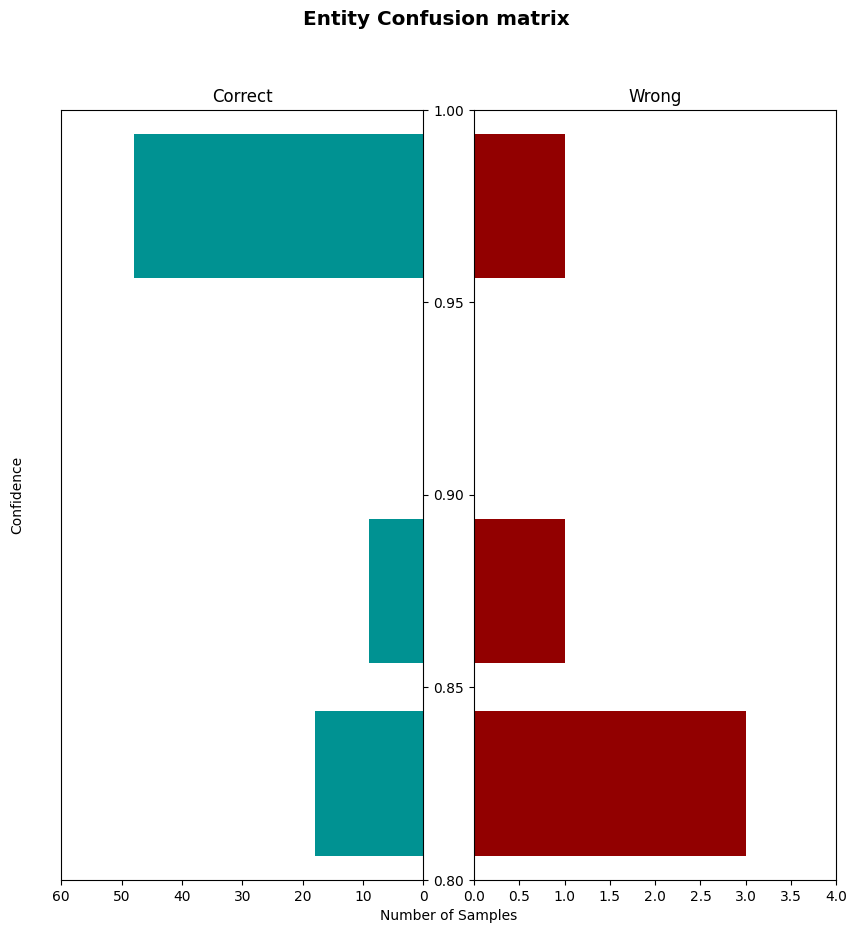 Entity Confusion matrix
Correct
Wrong
1.00
0.95
0.90
0.85
0.80
Confidence
60 50 40 30 20 10 0
0.0 0.5 1.0 1.5 2.0 2.5 3.0 3.5 4.0
Number of Samples